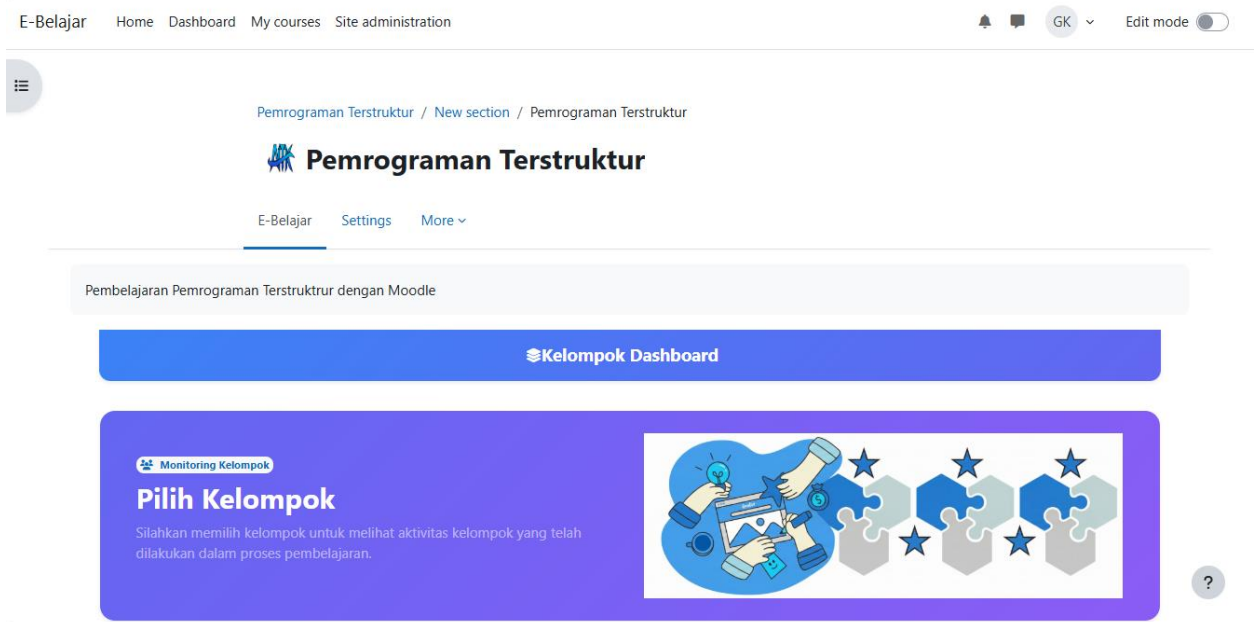 E-Belajar Home Dashboard My courses Site administration GK Edit mode
Pemrograman Terstruktur / New section / Pemrograman Terstruktur
Pemrograman Terstruktur
E-Belajar Settings More
Pembelajaran Pemrograman Terstruktrur dengan Moodle
Kelompok Dashboard
Monitoring Kelompok
Pilih Kelompok
Silahkan memilih kelompok untuk melihat aktivitas kelompok yang telah
dilakukan dalam proses pembelajaran.
?